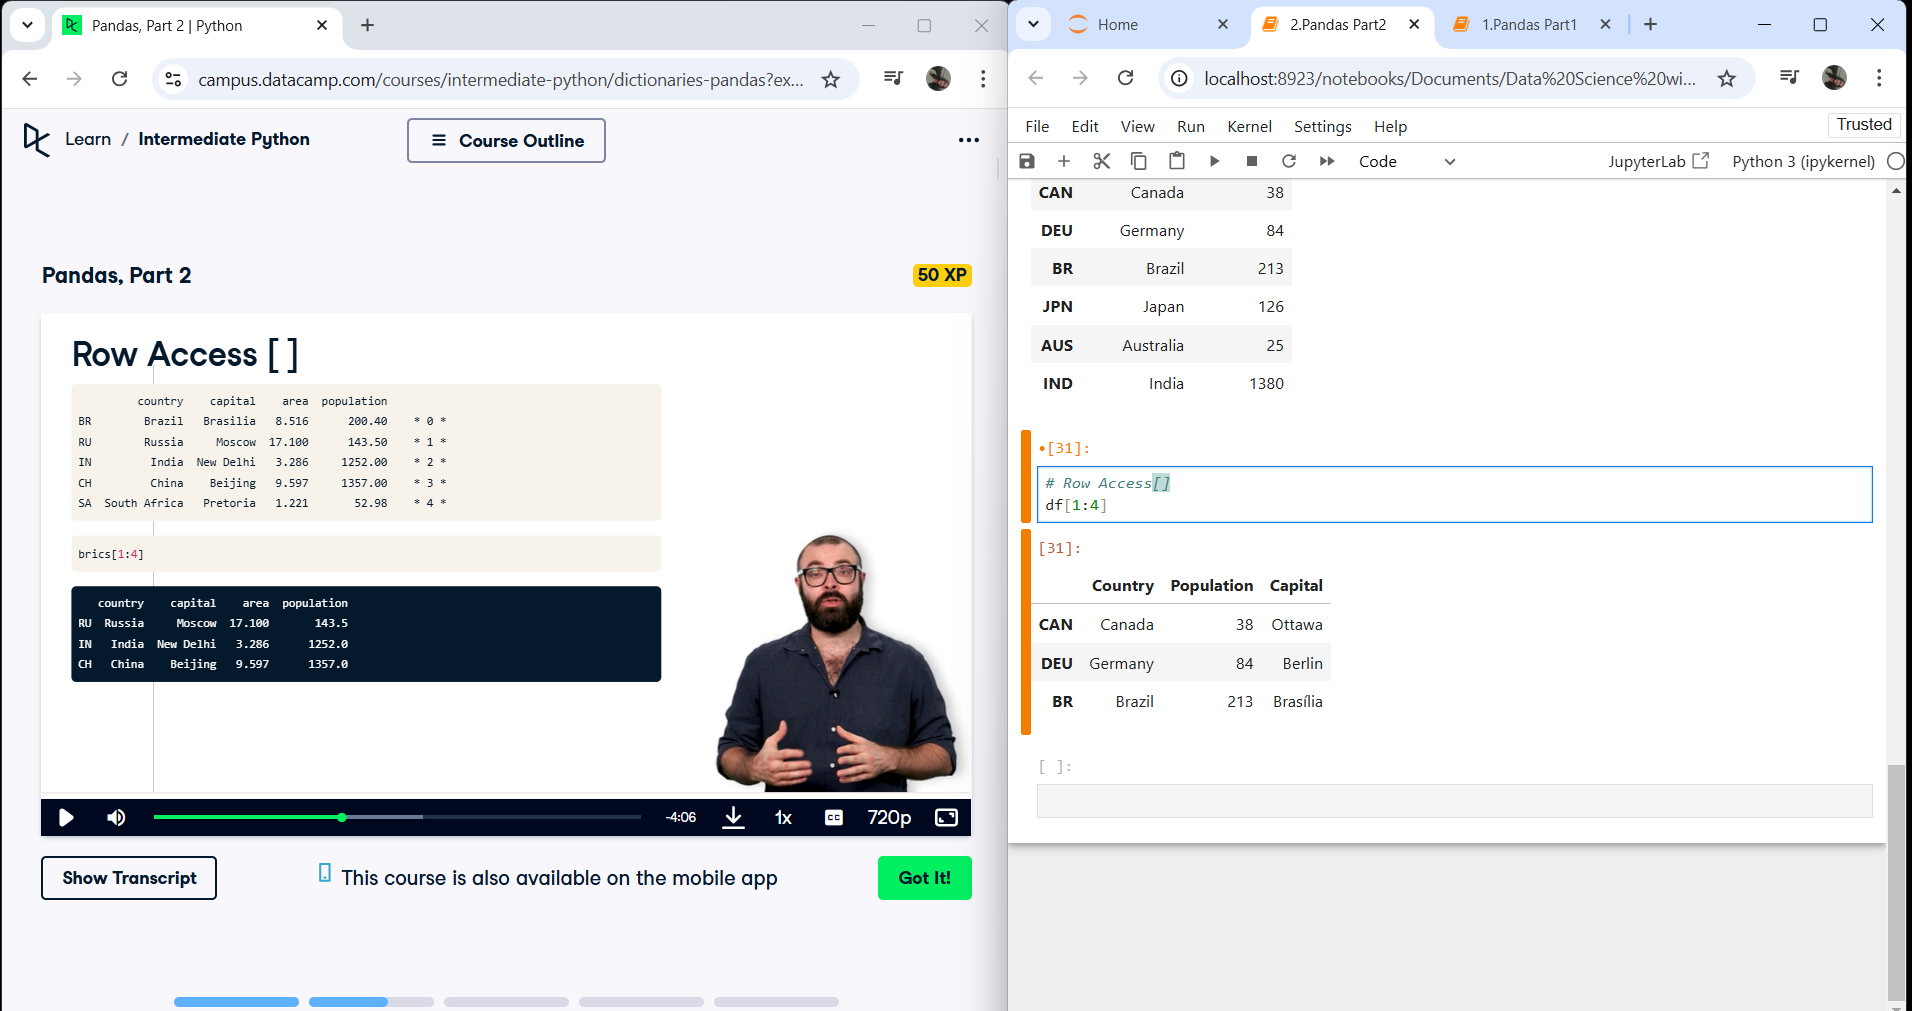 Pandas, Part 2 | Python
campus.datacamp.com/courses/intermediate-python/dictionaries-pandas?ex...
Learn / Intermediate Python
Course Outline
Pandas, Part 2
50 XP
Row Access [ ]
country capital area population
BR Brazil Brasilia 8.516 200.40 * 0 *
RU Russia Moscow 17.100 143.50 * 1 *
IN India New Delhi 3.286 1252.00 * 2 *
CH China Beijing 9.597 1357.00 * 3 *
SA South Africa Pretoria 1.221 52.98 * 4 *
brics[1:4]
country capital area population
RU Russia Moscow 17.100 143.5
IN India New Delhi 3.286 1252.0
CH China Beijing 9.597 1357.0
-4:06 1x CC 720p
Show Transcript
This course is also available on the mobile app
Got It!
Home
2.Pandas Part2
1.Pandas Part1
localhost:8923/notebooks/Documents/Data%20Science%20wi...
File Edit View Run Kernel Settings Help
Trusted
Code
JupyterLab
Python 3 (ipykernel)
CAN Canada 38
DEU Germany 84
BR Brazil 213
JPN Japan 126
AUS Australia 25
IND India 1380
•[31]:
# Row Access[]
df[1:4]
[31]:
Country Population Capital
CAN Canada 38 Ottawa
DEU Germany 84 Berlin
BR Brazil 213 Brasília
[ ]: